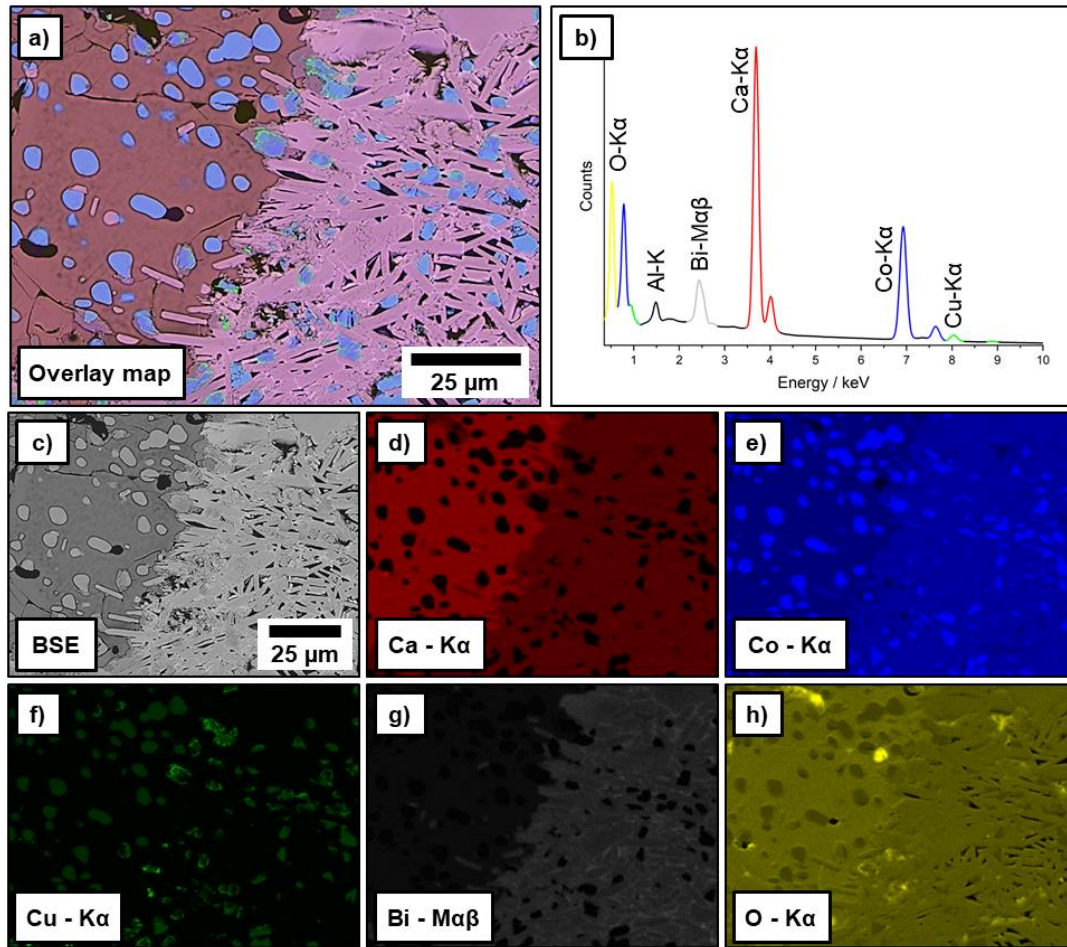 a)
Overlay map
25 µm
b)
Counts
O-Kα
Al-K
Bi-Mαβ
Ca-Kα
Co-Kα
Cu-Kα
1 2 3 4 5 6 7 8 9 10
Energy / keV
c)
BSE
25 µm
d)
Ca - Kα
e)
Co - Kα
f)
Cu - Kα
g)
Bi - Mαβ
h)
O - Kα